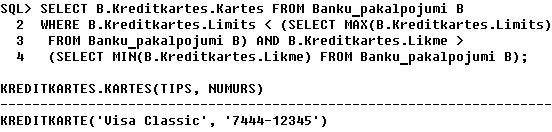 SQL> SELECT B.Kreditkartes.Kartes FROM Banku_pakalpojumi B
2 WHERE B.Kreditkartes.Limits < (SELECT MAX(B.Kreditkartes.Limits)
3 FROM Banku_pakalpojumi B) AND B.Kreditkartes.Likme >
4 (SELECT MIN(B.Kreditkartes.Likme) FROM Banku_pakalpojumi B);
KREDITKARTES.KARTES(TIPS, NUMURS)
--------------------------------------------------------------------------------
KREDITKARTE('Visa Classic', '7444-12345')